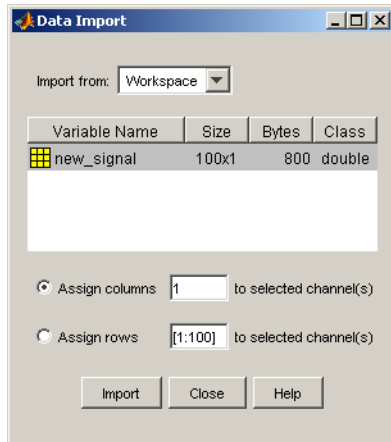 Data Import
Import from: Workspace
Variable Name Size Bytes Class
new_signal 100x1 800 double
Assign columns 1 to selected channel(s)
Assign rows [1:100] to selected channel(s)
Import Close Help